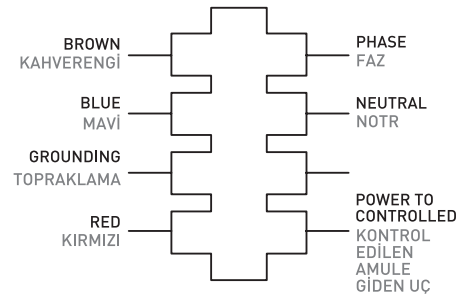 BROWN
KAHVERENGİ
BLUE
MAVİ
GROUNDING
TOPRAKLAMA
RED
KIRMIZI
PHASE
FAZ
NEUTRAL
NOTR
POWER TO
CONTROLLED
KONTROL
EDİLEN
AMULE
GİDEN UÇ